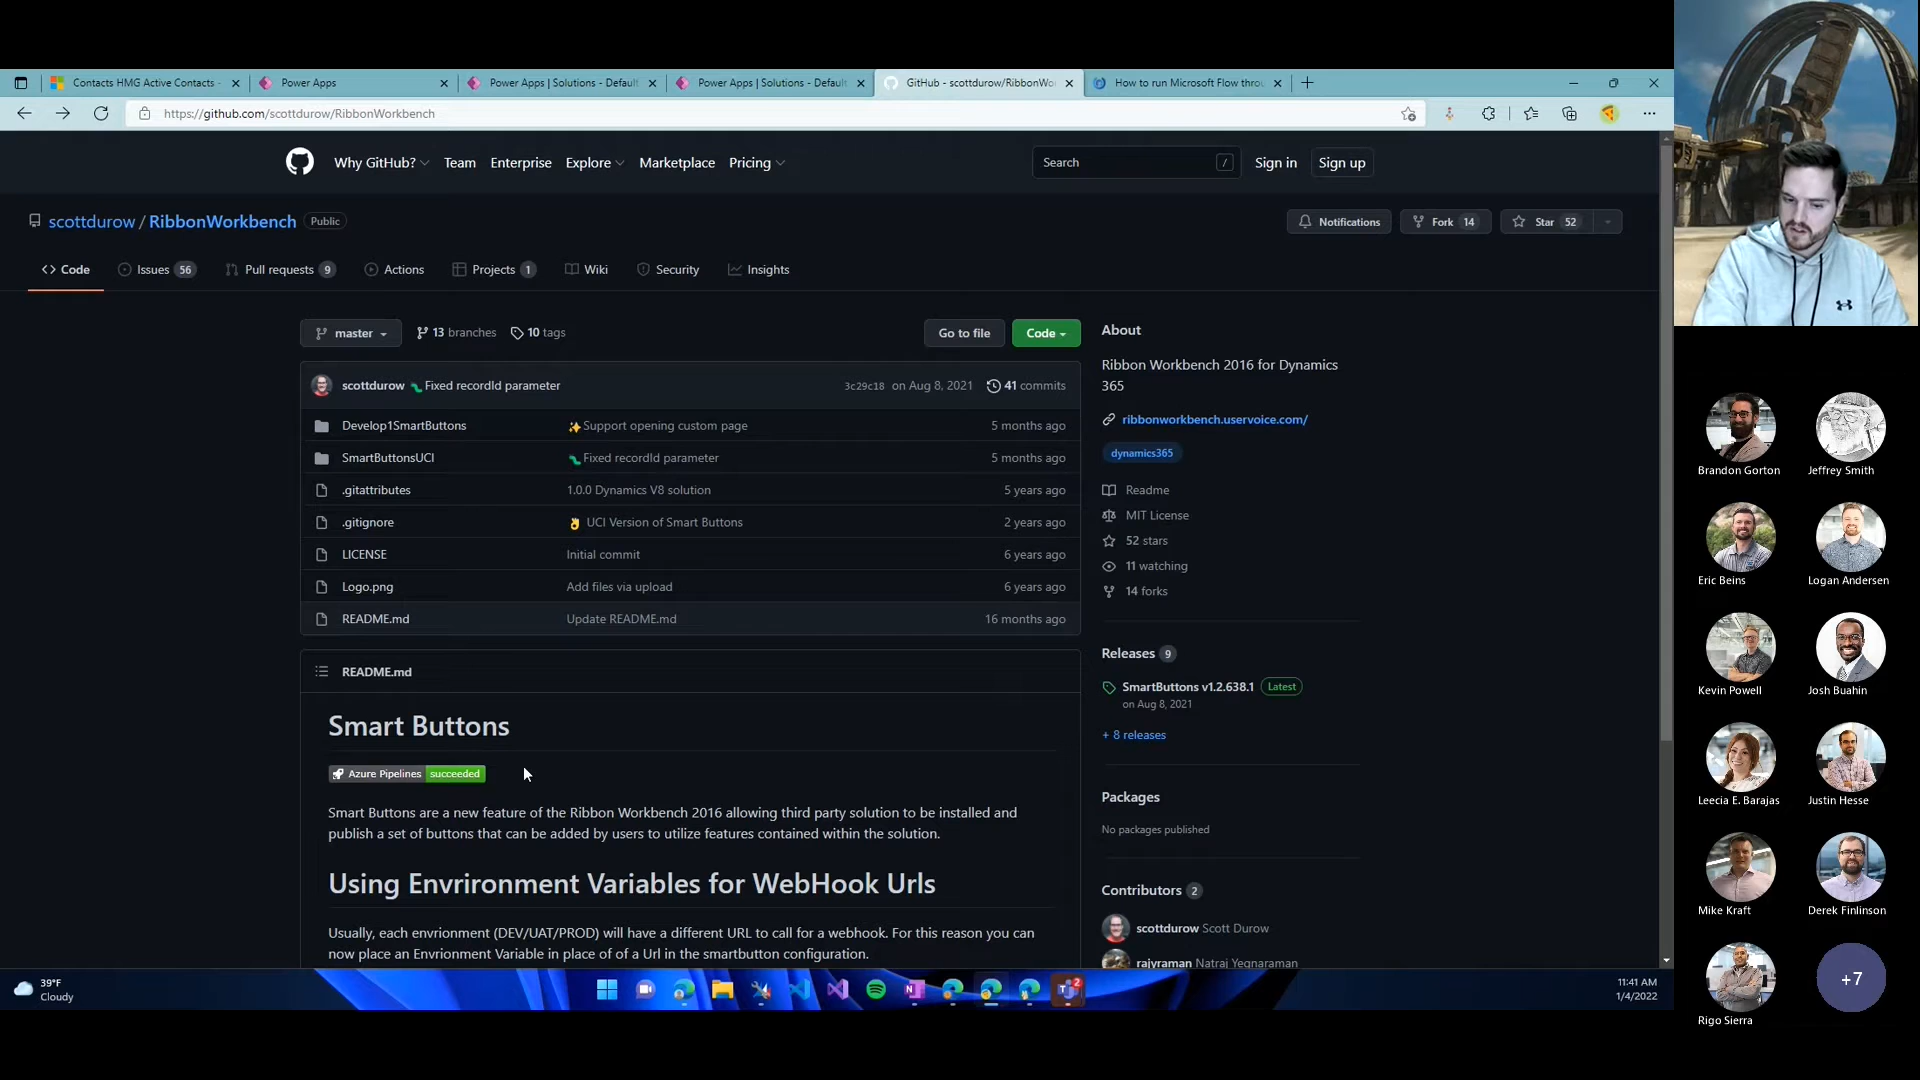 Contacts HMG Active Contacts -
Power Apps
Power Apps | Solutions - Default
Power Apps | Solutions - Default
GitHub - scottdurow/RibbonWo
How to run Microsoft Flow throu
https://github.com/scottdurow/RibbonWorkbench
Why GitHub?
Team
Enterprise
Explore
Marketplace
Pricing
Search
/
Sign in
Sign up
scottdurow / RibbonWorkbench
Public
Notifications
Fork 14
Star 52
<> Code
Issues 56
Pull requests 9
Actions
Projects 1
Wiki
Security
Insights
master
13 branches
10 tags
Go to file
Code
scottdurow Fixed recordId parameter
3c29c18 on Aug 8, 2021
41 commits
Develop1SmartButtons
Support opening custom page
5 months ago
SmartButtonsUCI
Fixed recordId parameter
5 months ago
.gitattributes
1.0.0 Dynamics V8 solution
5 years ago
.gitignore
UCI Version of Smart Buttons
2 years ago
LICENSE
Initial commit
6 years ago
Logo.png
Add files via upload
6 years ago
README.md
Update README.md
16 months ago
README.md
Smart Buttons
Azure Pipelines succeeded
Smart Buttons are a new feature of the Ribbon Workbench 2016 allowing third party solution to be installed and
publish a set of buttons that can be added by users to utilize features contained within the solution.
Using Envrironment Variables for WebHook Urls
Usually, each envrionment (DEV/UAT/PROD) will have a different URL to call for a webhook. For this reason you can
now place an Envrionment Variable in place of of a Url in the smartbutton configuration.
About
Ribbon Workbench 2016 for Dynamics
365
ribbonworkbench.uservoice.com/
dynamics365
Readme
MIT License
52 stars
11 watching
14 forks
Releases 9
SmartButtons v1.2.638.1 Latest
on Aug 8, 2021
+ 8 releases
Packages
No packages published
Contributors 2
scottdurow Scott Durow
rajyraman Natraj Yegnaraman
39°F
Cloudy
2
11:41 AM
1/4/2022
Brandon Gorton
Jeffrey Smith
Eric Beins
Logan Andersen
Kevin Powell
Josh Buahin
Leecia E. Barajas
Justin Hesse
Mike Kraft
Derek Finlinson
Rigo Sierra
+7